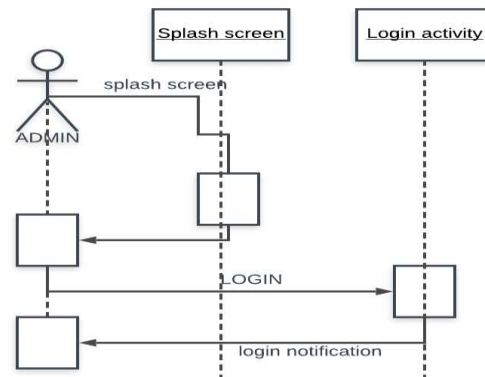 Splash screen
Login activity
splash screen
ADMIN
LOGIN
login notification